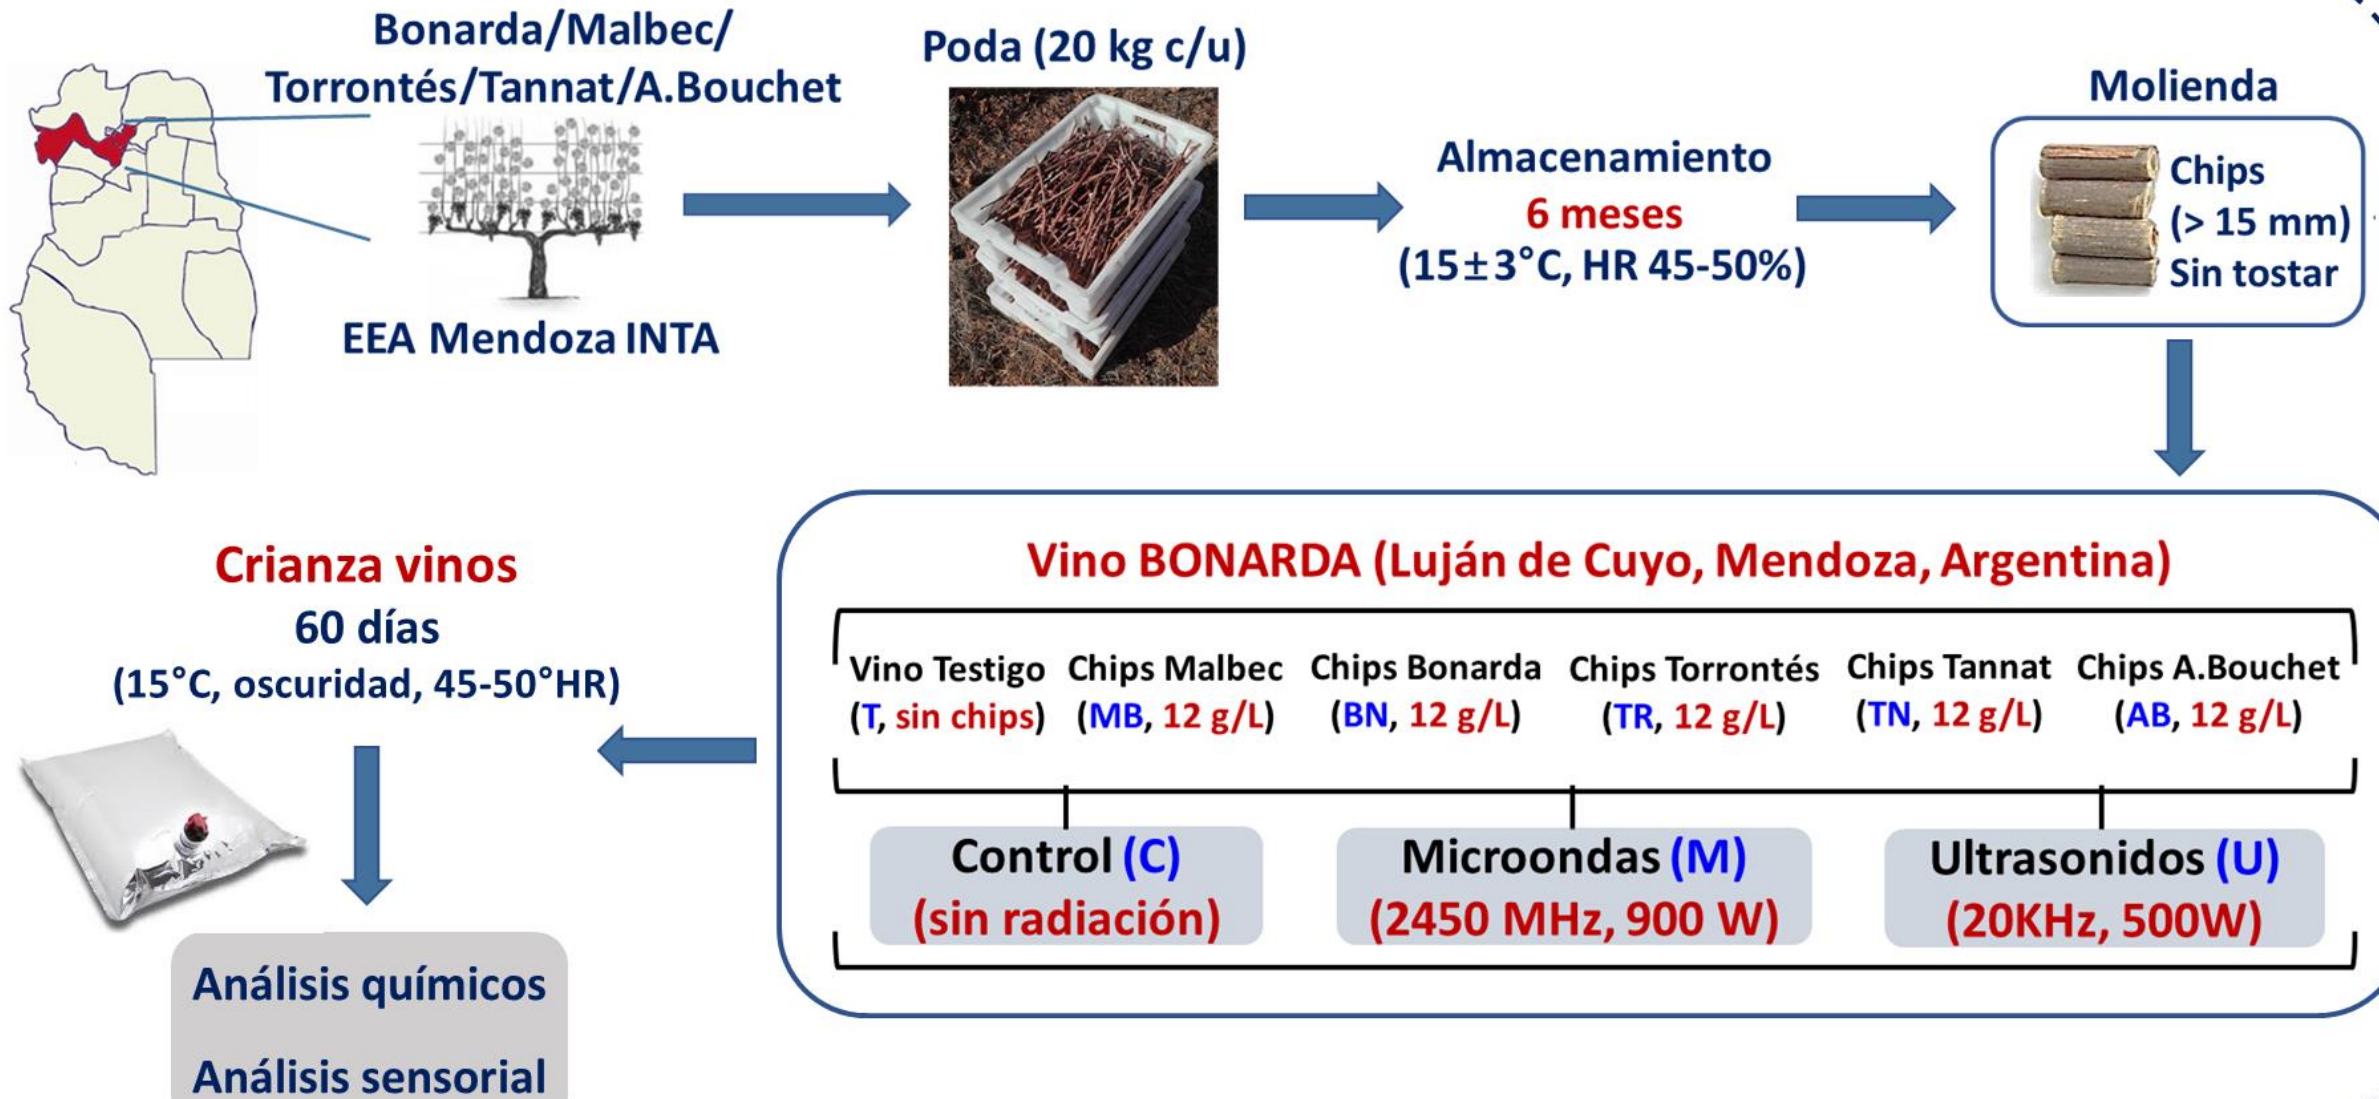 Bonarda/Malbec/
Torrontés/Tannat/A.Bouchet
EEA Mendoza INTA
Poda (20 kg c/u)
Almacenamiento
6 meses
(15±3°C, HR 45-50%)
Molienda
Chips
(> 15 mm)
Sin tostar
Vino BONARDA (Luján de Cuyo, Mendoza, Argentina)
Vino Testigo
(T, sin chips)
Chips Malbec
(MB, 12 g/L)
Chips Bonarda
(BN, 12 g/L)
Chips Torrontés
(TR, 12 g/L)
Chips Tannat
(TN, 12 g/L)
Chips A.Bouchet
(AB, 12 g/L)
Control (C)
(sin radiación)
Microondas (M)
(2450 MHz, 900 W)
Ultrasonidos (U)
(20KHz, 500W)
Crianza vinos
60 días
(15°C, oscuridad, 45-50°HR)
Análisis químicos
Análisis sensorial